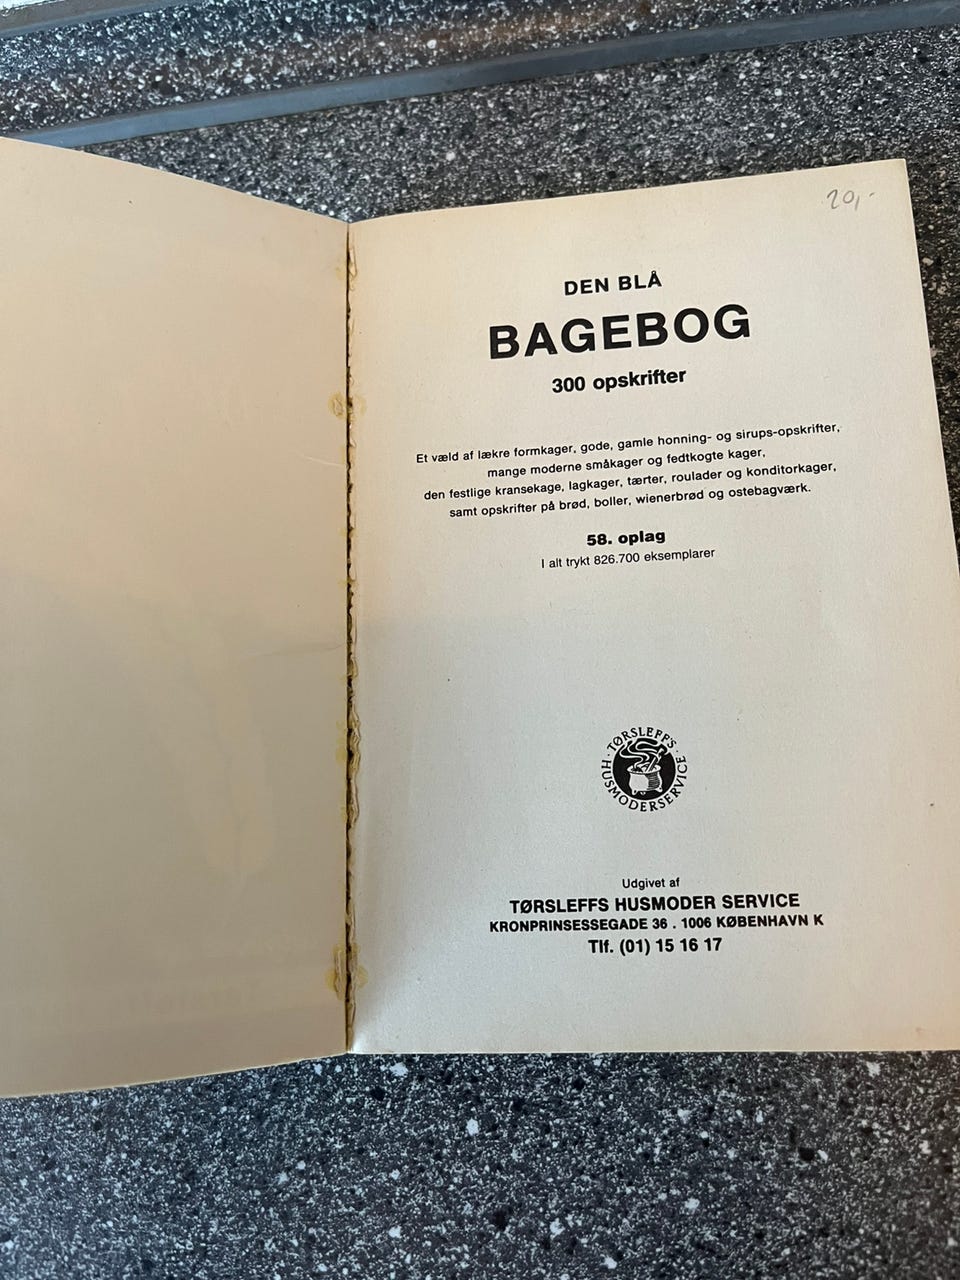 20,-
DEN BLÅ
BAGEBOG
300 opskrifter
Et væld af lækre formkager, gode, gamle honning- og sirups-opskrifter,
mange moderne småkager og fedtkogte kager,
den festlige kransekage, lagkager, tærter, roulader og konditorkager,
samt opskrifter på brød, boller, wienerbrød og ostebagværk.
58. oplag
I alt trykt 826.700 eksemplarer
· TØRSLEFF'S · HUSMODERSERVICE
Udgivet af
TØRSLEFFS HUSMODER SERVICE
KRONPRINSESSEGADE 36 . 1006 KØBENHAVN K
Tlf. (01) 15 16 17